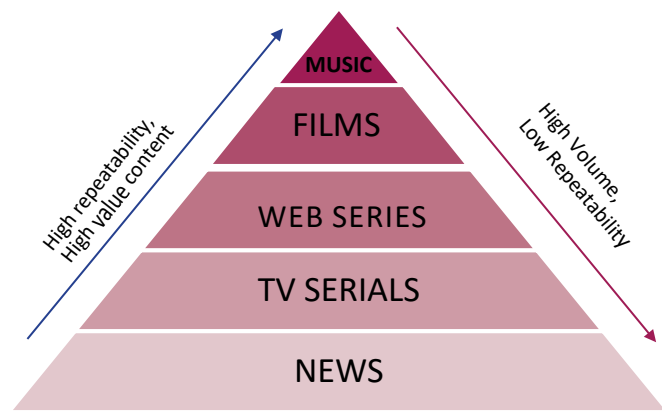 MUSIC
FILMS
WEB SERIES
TV SERIALS
NEWS
High repeatability,
High value content
High Volume,
Low Repeatability